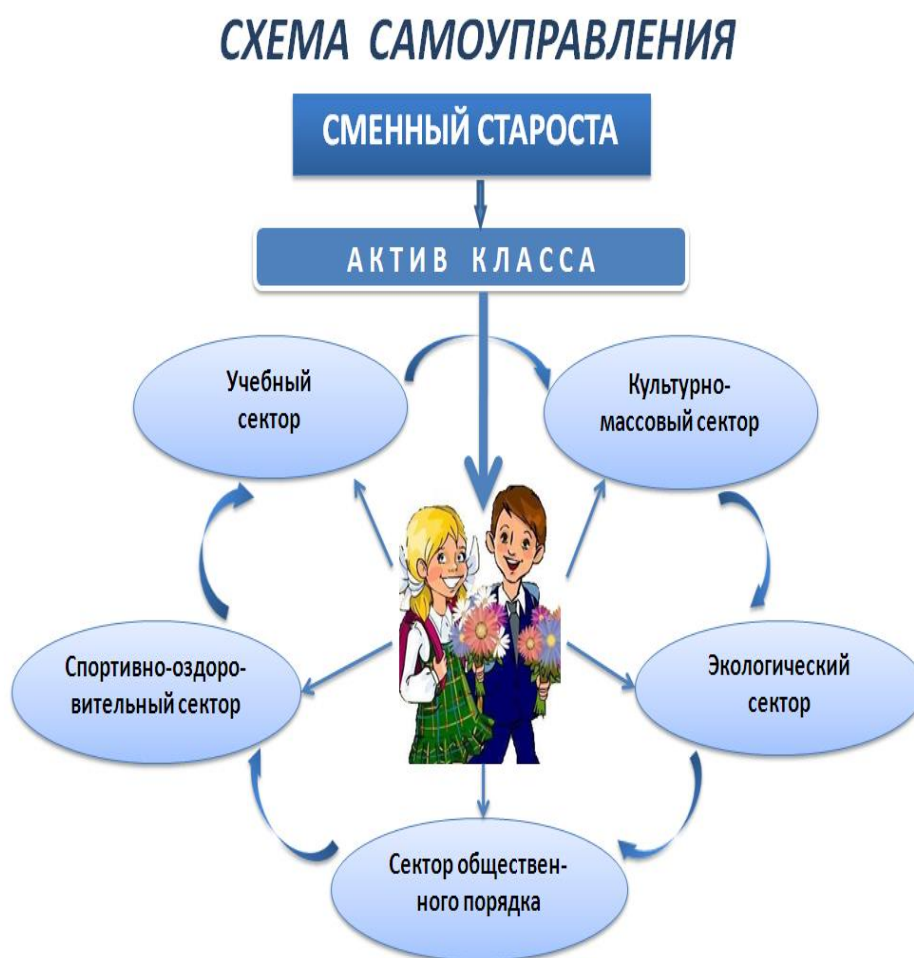 СХЕМА САМОУПРАВЛЕНИЯ
СМЕННЫЙ СТАРОСТА
АКТИВ КЛАССА
Учебный
сектор
Культурно-
массовый сектор
Спортивно-оздоро-
вительный сектор
Экологический
сектор
Сектор обществен-
ного порядка